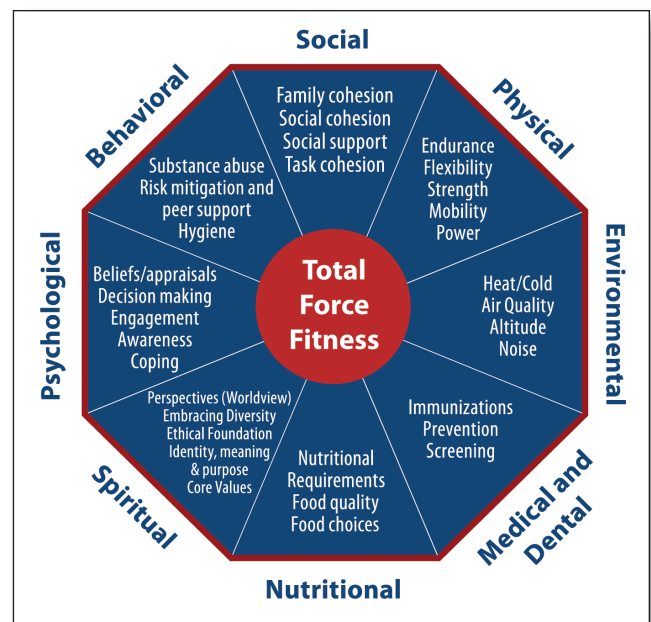 Social
Family cohesion
Social cohesion
Social support
Task cohesion
Physical
Endurance
Flexibility
Strength
Mobility
Power
Environmental
Heat/Cold
Air Quality
Altitude
Noise
Medical and
Dental
Immunizations
Prevention
Screening
Nutritional
Nutritional
Requirements
Food quality
Food choices
Spiritual
Perspectives (Worldview)
Embracing Diversity
Ethical Foundation
Identity, meaning
& purpose
Core Values
Psychological
Beliefs/appraisals
Decision making
Engagement
Awareness
Coping
Behavioral
Substance abuse
Risk mitigation and
peer support
Hygiene
Total
Force
Fitness